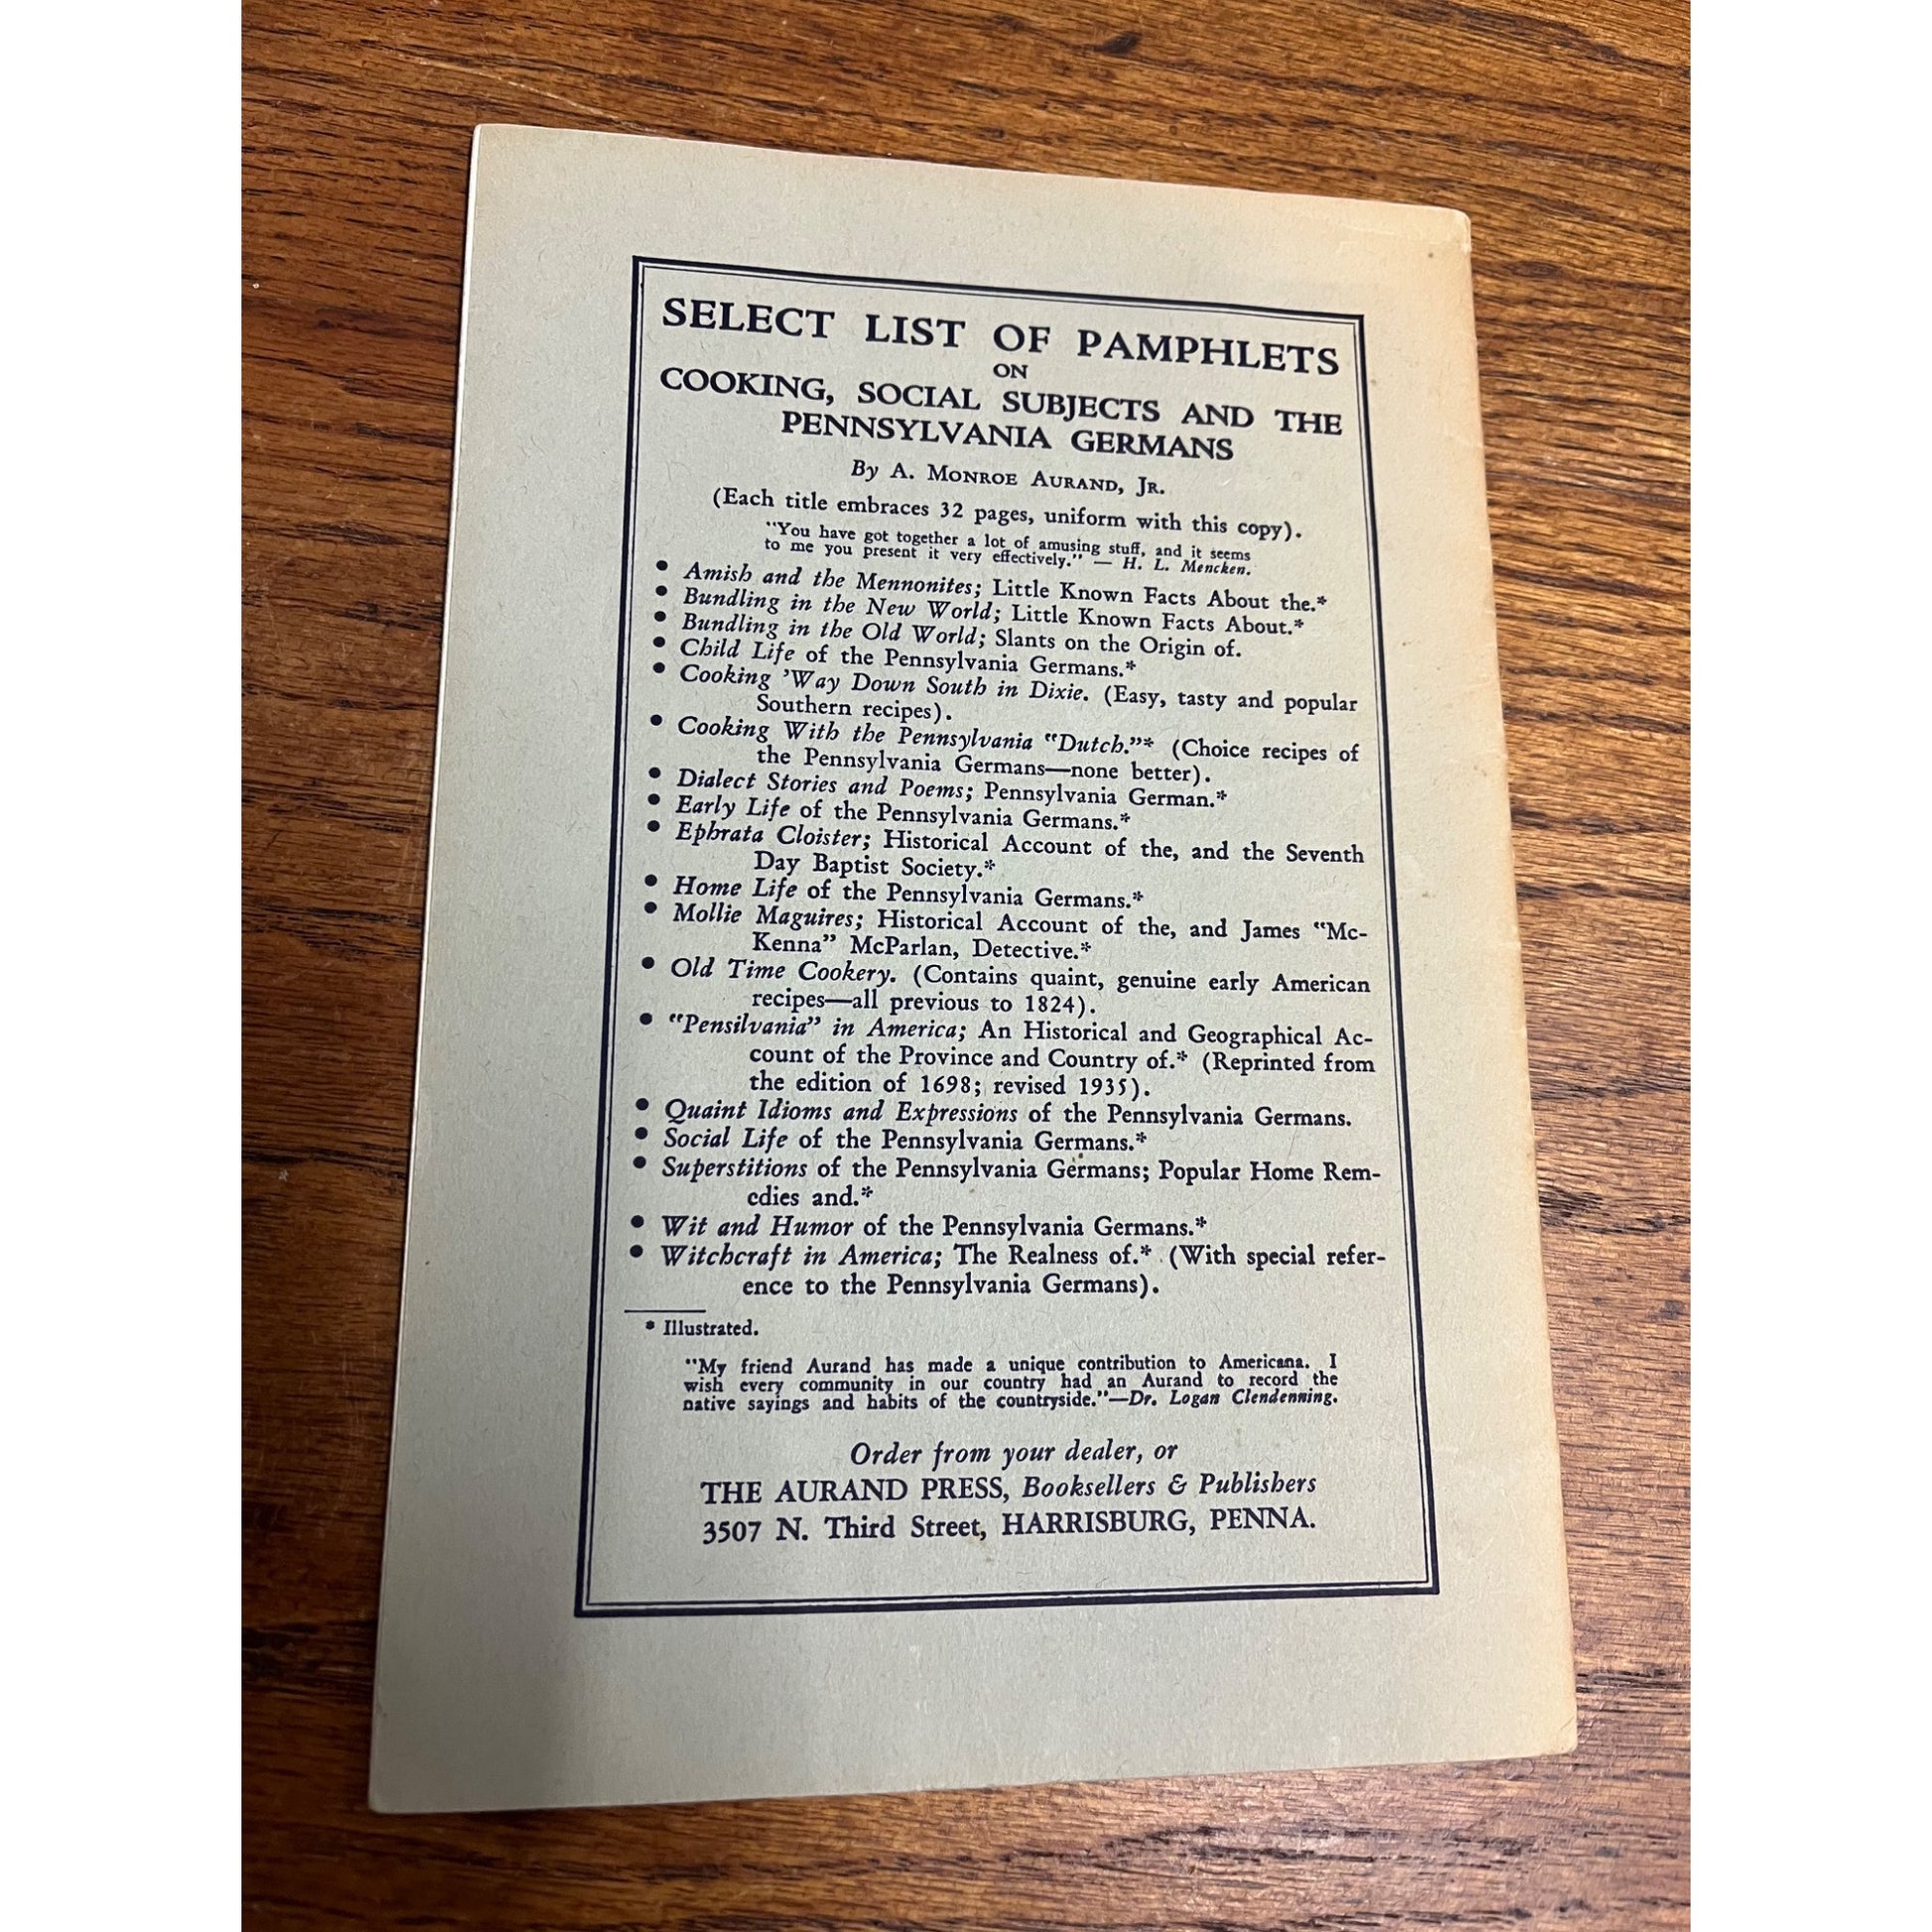 SELECT LIST OF PAMPHLETS
ON
COOKING, SOCIAL SUBJECTS AND THE
PENNSYLVANIA GERMANS
By A. MONROE AURAND, JR.
(Each title embraces 32 pages, uniform with this copy).
"You have got together a lot of amusing stuff, and it seems
to me you present it very effectively." — H. L. Mencken.
• Amish and the Mennonites; Little Known Facts About the.*
• Bundling in the New World; Little Known Facts About.*
• Bundling in the Old World; Slants on the Origin of.
• Child Life of the Pennsylvania Germans.*
• Cooking 'Way Down South in Dixie. (Easy, tasty and popular
Southern recipes).
• Cooking With the Pennsylvania "Dutch."* (Choice recipes of
the Pennsylvania Germans—none better).
• Dialect Stories and Poems; Pennsylvania German.*
• Early Life of the Pennsylvania Germans.*
• Ephrata Cloister; Historical Account of the, and the Seventh
Day Baptist Society.*
• Home Life of the Pennsylvania Germans.*
• Mollie Maguires; Historical Account of the, and James "Mc-
Kenna" McParlan, Detective.*
• Old Time Cookery. (Contains quaint, genuine early American
recipes—all previous to 1824).
• "Pensilvania" in America; An Historical and Geographical Ac-
count of the Province and Country of.* (Reprinted from
the edition of 1698; revised 1935).
• Quaint Idioms and Expressions of the Pennsylvania Germans.
• Social Life of the Pennsylvania Germans.*
• Superstitions of the Pennsylvania Germans; Popular Home Rem-
edies and.*
• Wit and Humor of the Pennsylvania Germans.*
• Witchcraft in America; The Realness of.* (With special refer-
ence to the Pennsylvania Germans).
* Illustrated.
"My friend Aurand has made a unique contribution to Americana. I
wish every community in our country had an Aurand to record the
native sayings and habits of the countryside."—Dr. Logan Clendenning.
Order from your dealer, or
THE AURAND PRESS, Booksellers & Publishers
3507 N. Third Street, HARRISBURG, PENNA.